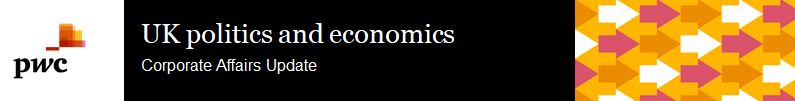 pwc
UK politics and economics
Corporate Affairs Update